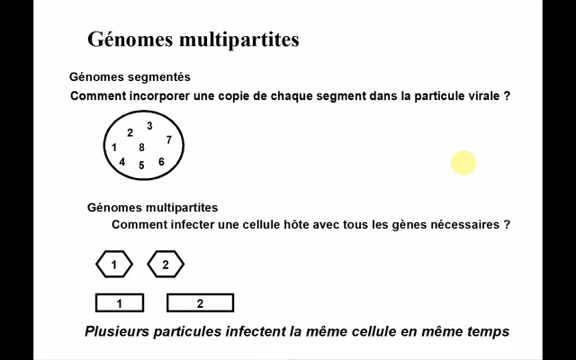 Génomes multipartites
Génomes segmentés
Comment incorporer une copie de chaque segment dans la particule virale ?
3
2
7
1 8
4 5 6
Génomes multipartites
Comment infecter une cellule hôte avec tous les gènes nécessaires ?
1 2
1 2
Plusieurs particules infectent la même cellule en même temps